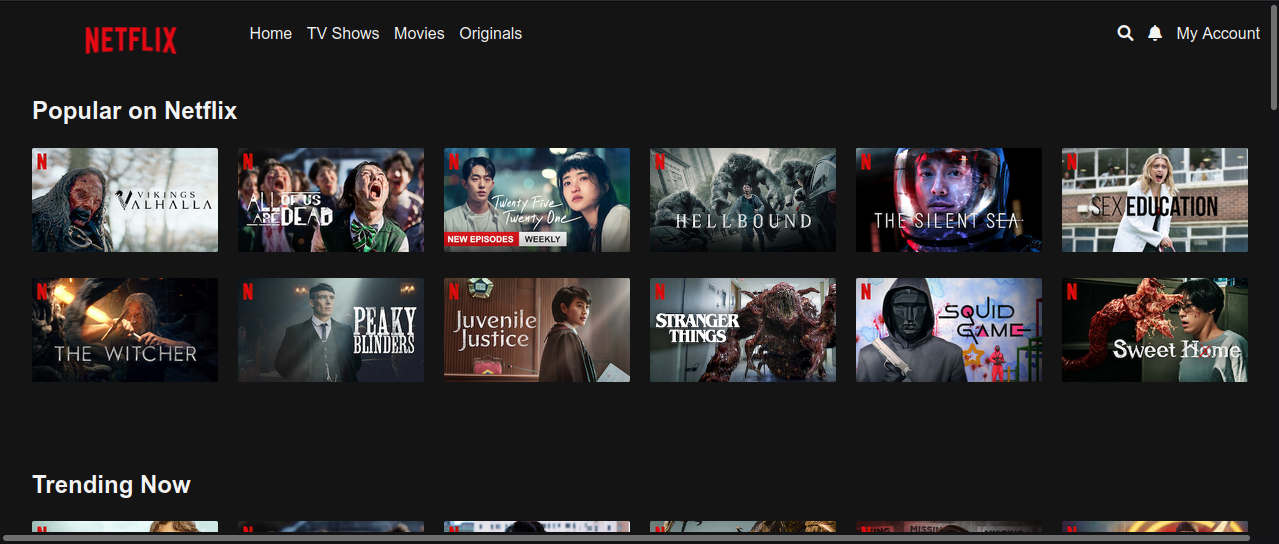 NETFLIX
Home TV Shows Movies Originals
My Account
Popular on Netflix
N
VIKINGS
VALHALLA
N
ALL OF US
ARE DEAD
N
Twenty Five
Twenty One
NEW EPISODES WEEKLY
N
HELLBOUND
N
THE SILENT SEA
N
SEX EDUCATION
N
THE WITCHER
N
PEAKY
BLINDERS
N
Juvenile
Justice
N
STRANGER
THINGS
N
SQUID
GAME
N
Sweet Home
Trending Now
MISSING